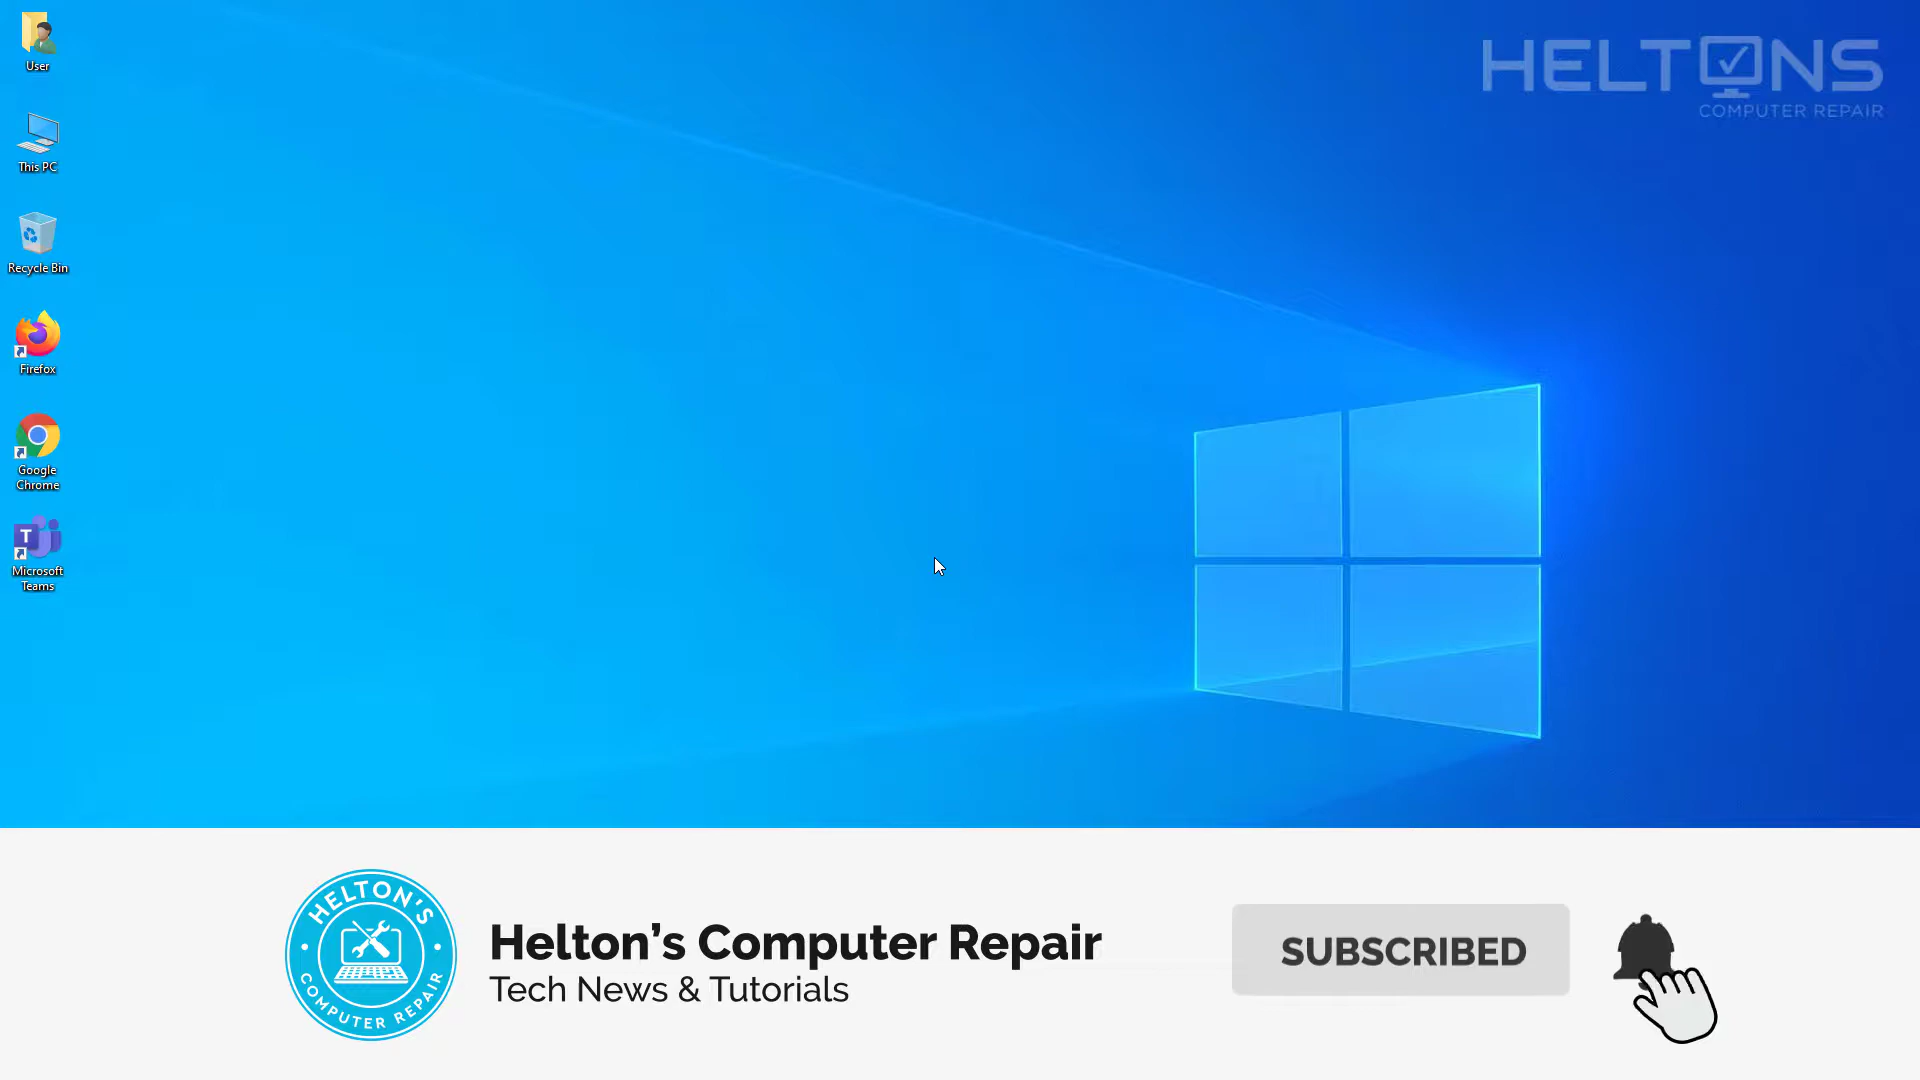 User
This PC
Recycle Bin
Firefox
Google
Chrome
T
Microsoft
Teams
HELTONS
COMPUTER REPAIR
HELTON'S
COMPUTER REPAIR
Helton's Computer Repair
Tech News & Tutorials
SUBSCRIBED